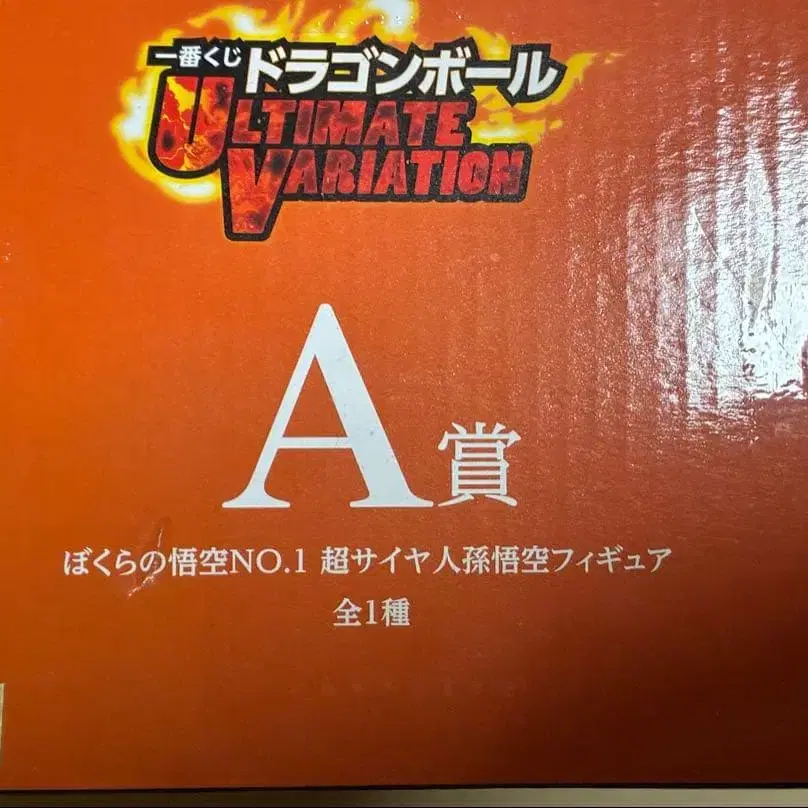 一番くじ ドラゴンボール
ULTIMATE
VARIATION
A賞
ぼくらの悟空NO.1 超サイヤ人孫悟空フィギュア
全1種